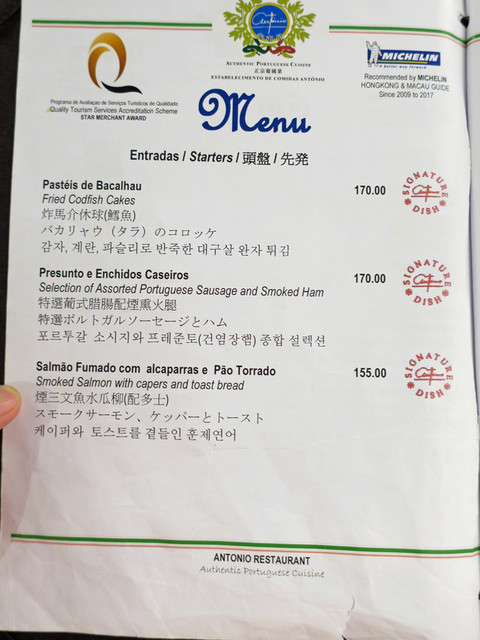 AUTHENTIC PORTUGUESE CUISINE
正宗葡國菜
ESTABELECIMENTO DE COMIDAS ANTÓNIO
MICHELIN
a better way forward
Recommended by MICHELIN
HONGKONG & MACAU GUIDE
Since 2009 to 2017
Programa de Avaliação de Serviços Turísticos de Qualidade
Quality Tourism Services Accreditation Scheme
STAR MERCHANT AWARD
Menu
Entradas / Starters / 頭盤 / 先発
Pastéis de Bacalhau 170.00
SIGNATURE DISH
Fried Codfish Cakes
炸馬介休球(鱈魚)
バカリャウ（タラ）のコロッケ
감자, 계란, 파슬리로 반죽한 대구살 완자 튀김
Presunto e Enchidos Caseiros 170.00
SIGNATURE DISH
Selection of Assorted Portuguese Sausage and Smoked Ham
特選葡式腊腸配煙熏火腿
特選ポルトガルソーセージとハム
포르투갈 소시지와 프레준토(건염장햄) 종합 설렉션
Salmão Fumado com alcaparras e Pão Torrado 155.00
SIGNATURE DISH
Smoked Salmon with capers and toast bread
煙三文魚水瓜柳(配多士)
スモークサーモン、ケッパーとトースト
케이퍼와 토스트를 곁들인 훈제연어
ANTONIO RESTAURANT
Authentic Portuguese Cuisine